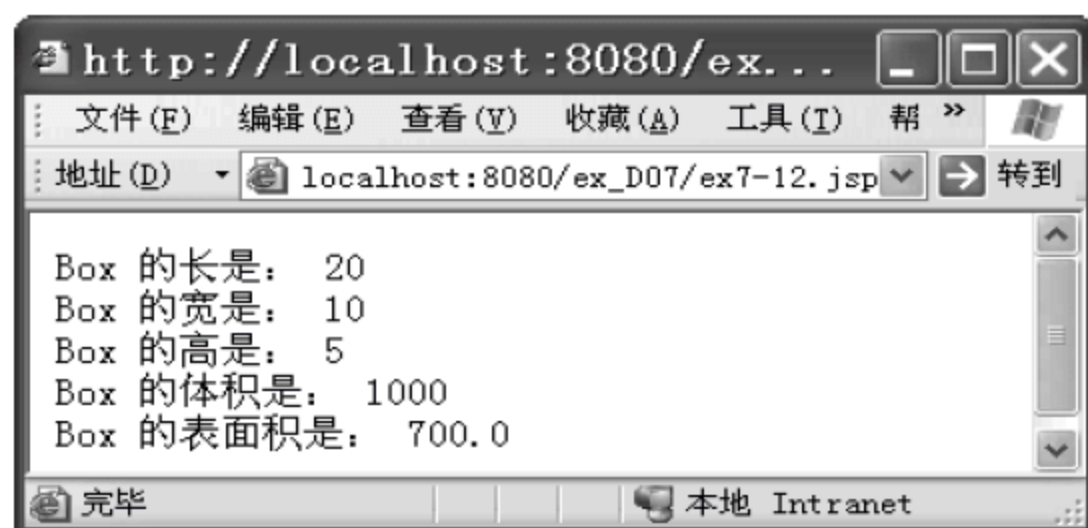 http://localhost:8080/ex...
文件(F) 编辑(E) 查看(V) 收藏(A) 工具(T) 帮 »
地址(D) localhost:8080/ex_D07/ex7-12.jsp 转到
Box 的长是： 20
Box 的宽是： 10
Box 的高是： 5
Box 的体积是： 1000
Box 的表面积是： 700.0
完毕 本地 Intranet